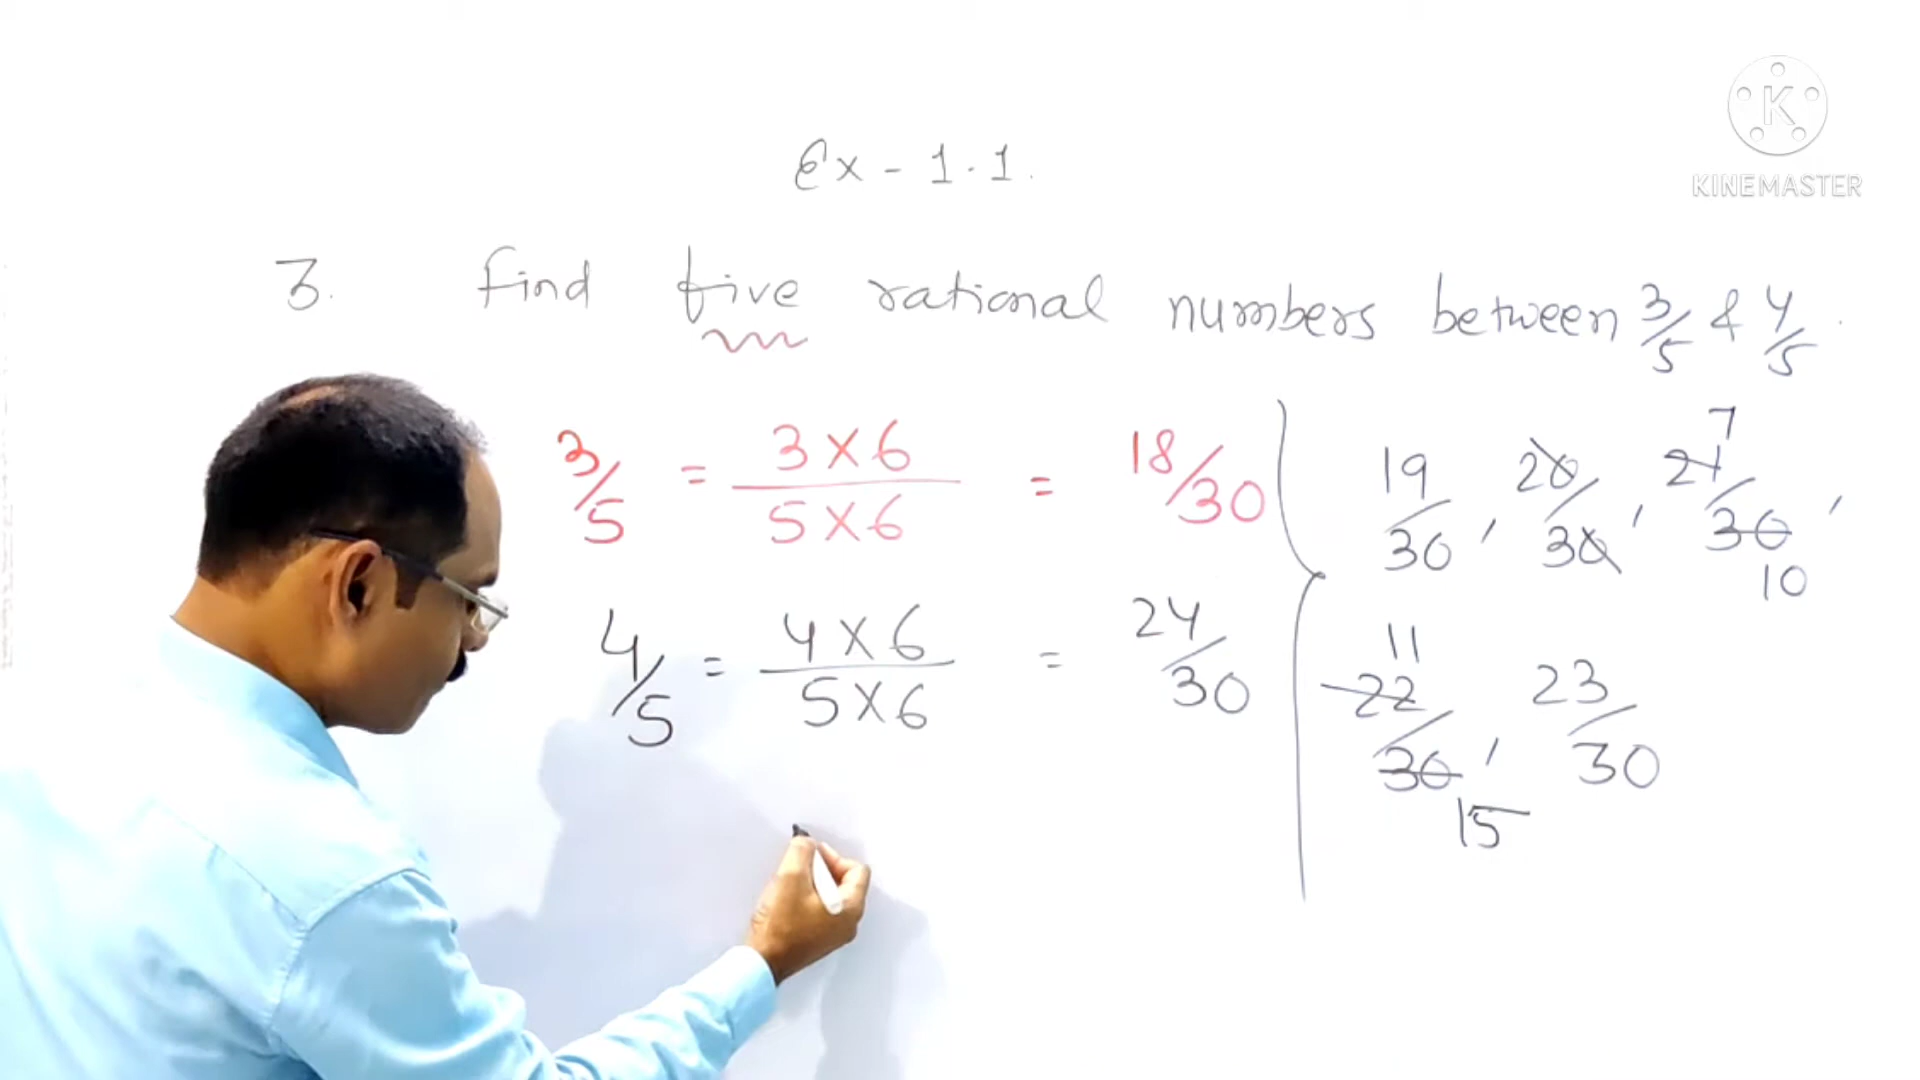 K
KINEMASTER
Ex - 1.1.
3. Find five rational numbers between 3/5 & 4/5.
3/5 = 3 X 6 / 5 X 6 = 18/30
4/5 = 4 X 6 / 5 X 6 = 24/30
7
19/30, 20/30, 21/30,
10
11
22/30, 23/30
15